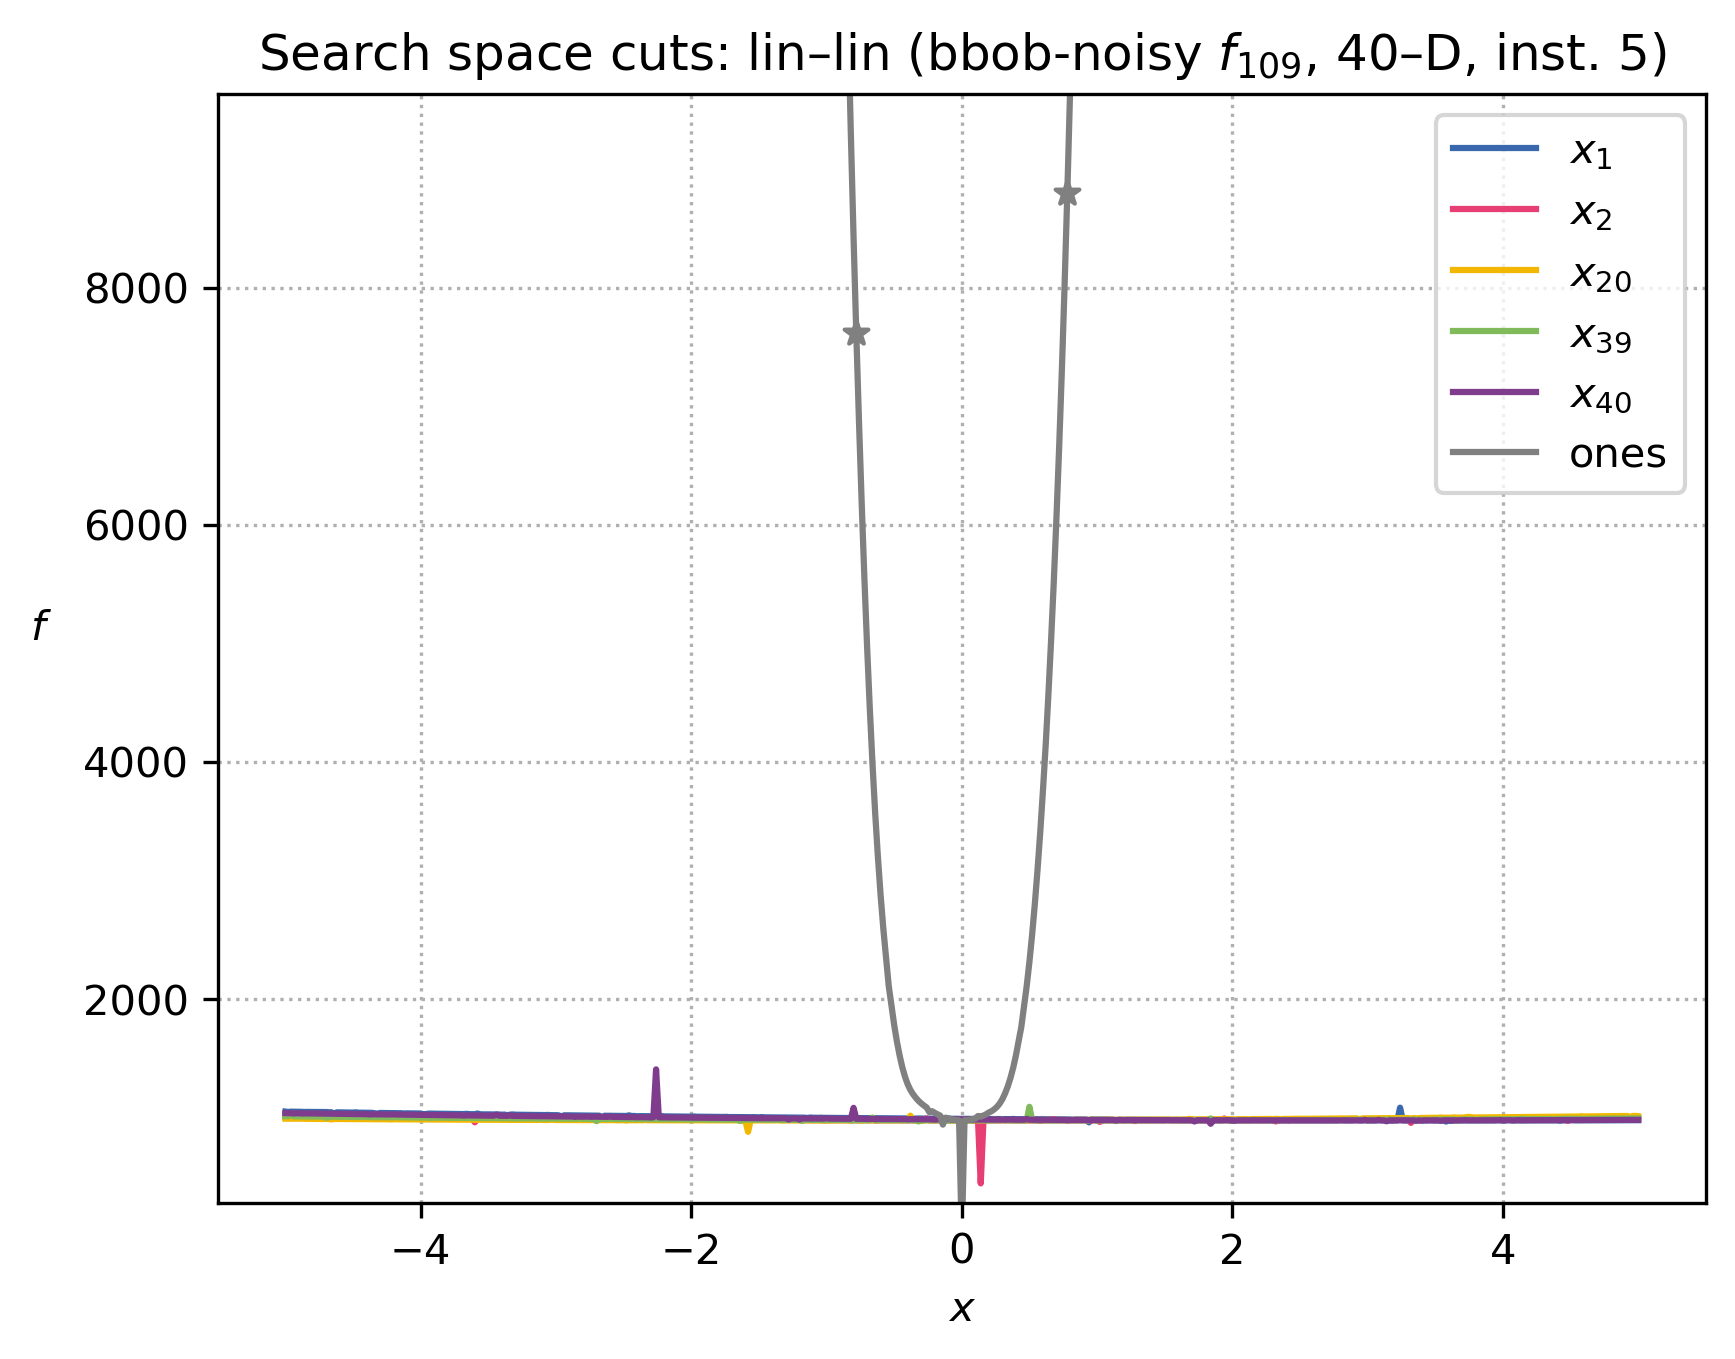 Search space cuts: lin–lin (bbob-noisy f₁₀₉, 40–D, inst. 5)
x₁
x₂
x₂₀
x₃₉
x₄₀
ones
8000
6000
4000
2000
f
−4
−2
0
2
4
x